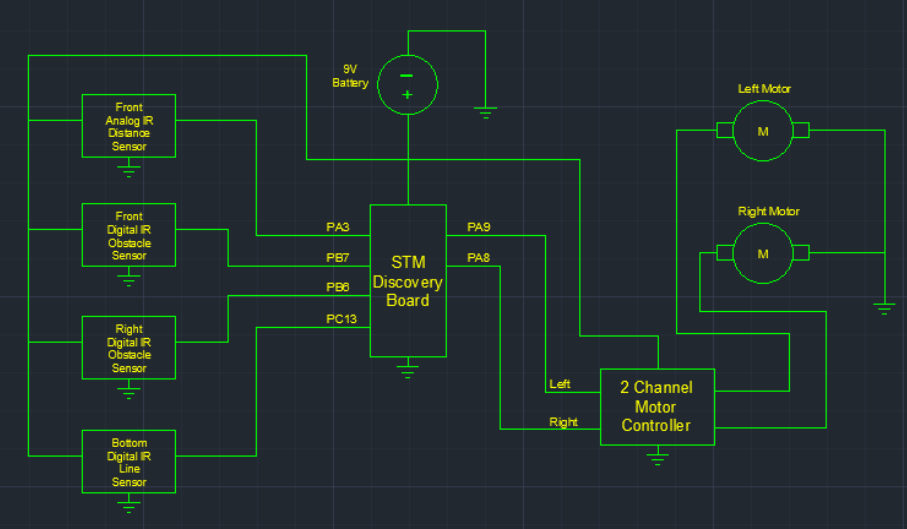 9V
Battery
Left Motor
Front
Analog IR
Distance
Sensor
M
Front
Digital IR
Obstacle
Sensor
Right Motor
PA3
PA9
M
PB7
STM
Discovery
Board
PA8
PB6
PC13
Right
Digital IR
Obstacle
Sensor
Left
2 Channel
Motor
Controller
Right
Bottom
Digital IR
Line
Sensor